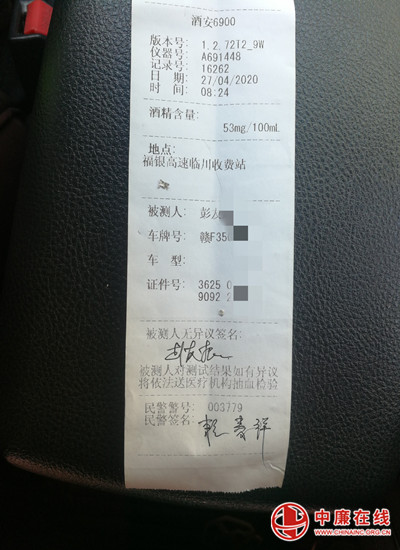 酒安6900
版本号: 1.2.72T2_9W
仪器号: A691448
记录号: 16262
日 期: 27/04/2020
时 间: 08:24
酒精含量:
53mg/100mL
地点:
福银高速临川收费站
被测人: 彭
车牌号: 赣F35
车 型:
证件号: 3625 0
9092
被测人无异议签名:
被测人对测试结果如有异议
将依法送医疗机构抽血检验
民警警号: 003779
民警签名:
中廉在线
WWW.CHINAINC.ORG.CN